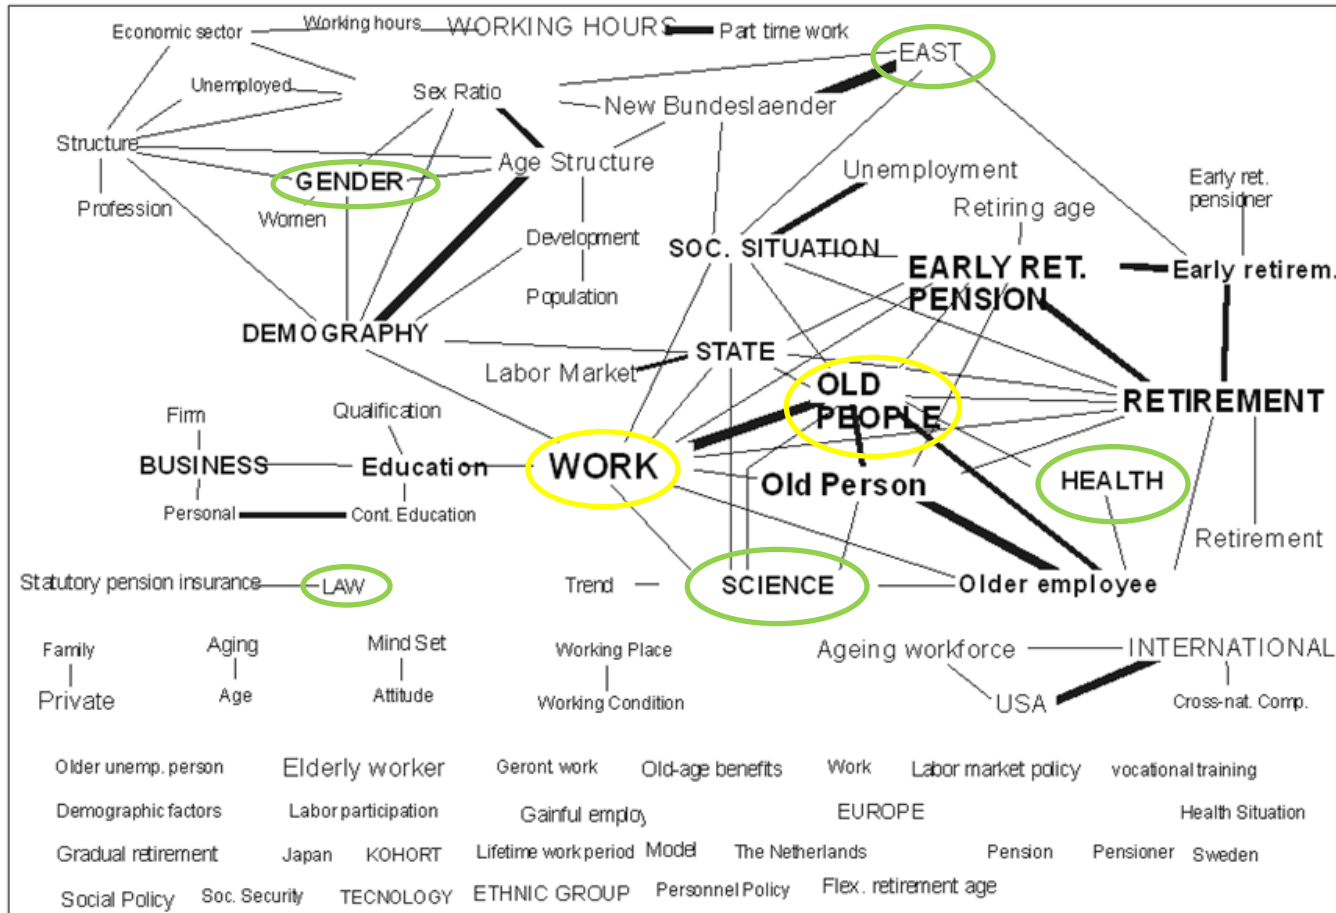 Economic sector
Working hours
WORKING HOURS
Part time work
EAST
Unemployed
Sex Ratio
New Bundeslaender
Structure
Age Structure
GENDER
Unemployment
Early ret.
pensidner
Profession
Women
Retiring age
Development
SOC. SITUATION
EARLY RET.
PENSION
Early retirem.
Population
DEMOGRAPHY
STATE
Labor Market
OLD
PEOPLE
RETIREMENT
Firm
Qualification
BUSINESS
Education
WORK
Old Person
HEALTH
Personal
Cont. Education
Retirement
Statutory pension insurance
LAW
Trend
SCIENCE
Older employee
Family
Aging
Mind Set
Working Place
Ageing workforce
INTERNATIONAL
Private
Age
Attitude
Working Condition
USA
Cross-nat. Comp.
Older unemp. person
Elderly worker
Geront. work
Old-age benefits
Work
Labor market policy
vocational training
Demographic factors
Labor participation
Gainful employ
EUROPE
Health Situation
Gradual retirement
Japan
KOHORT
Lifetime work period
Model
The Netherlands
Pension
Pensioner
Sweden
Social Policy
Soc. Security
TECNOLOGY
ETHNIC GROUP
Personnel Policy
Flex. retirement age